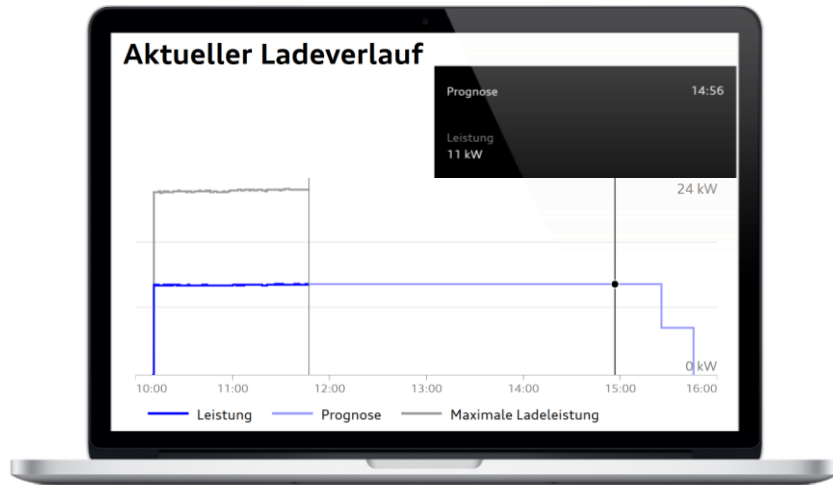 Aktueller Ladeverlauf
Prognose 14:56
Leistung
11 kW
24 kW
0 kW
10:00 11:00 12:00 13:00 14:00 15:00 16:00
Leistung Prognose Maximale Ladeleistung